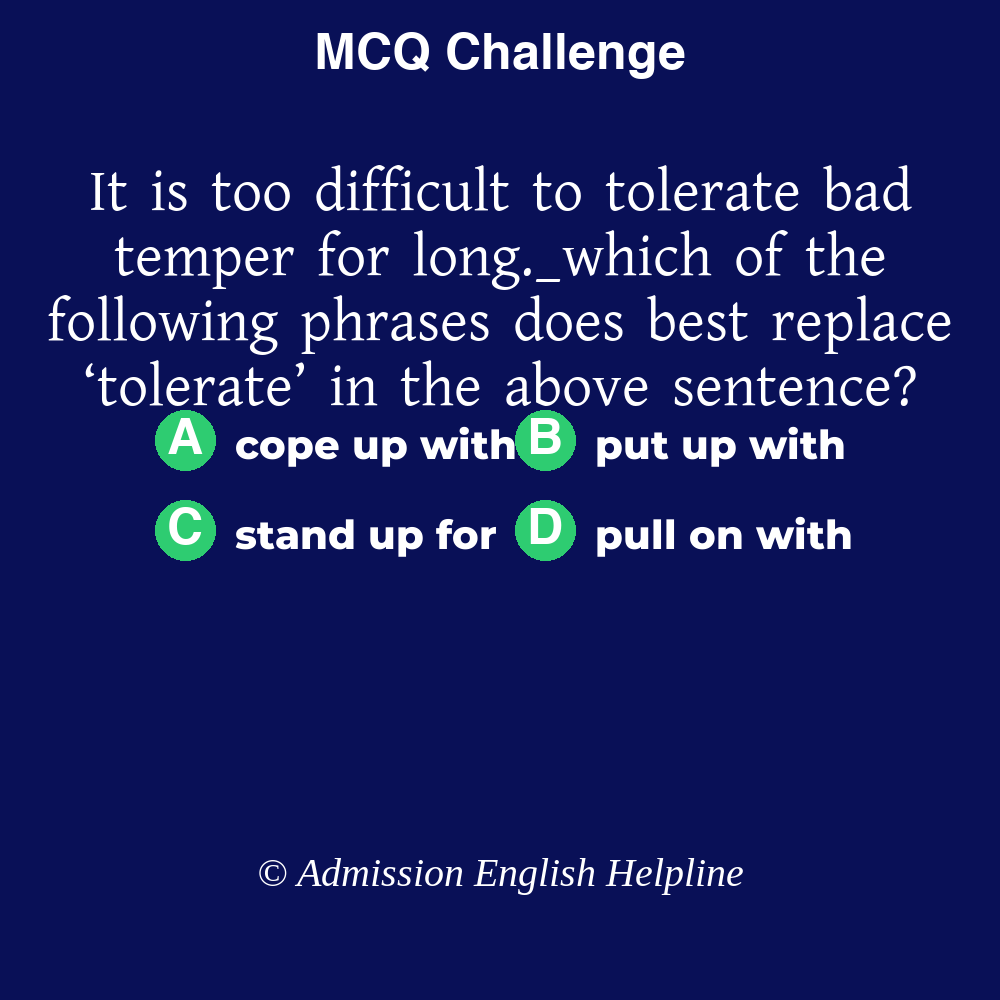 MCQ Challenge
It is too difficult to tolerate bad
temper for long._which of the
following phrases does best replace
‘tolerate’ in the above sentence?
A cope up with B put up with
C stand up for D pull on with
© Admission English Helpline